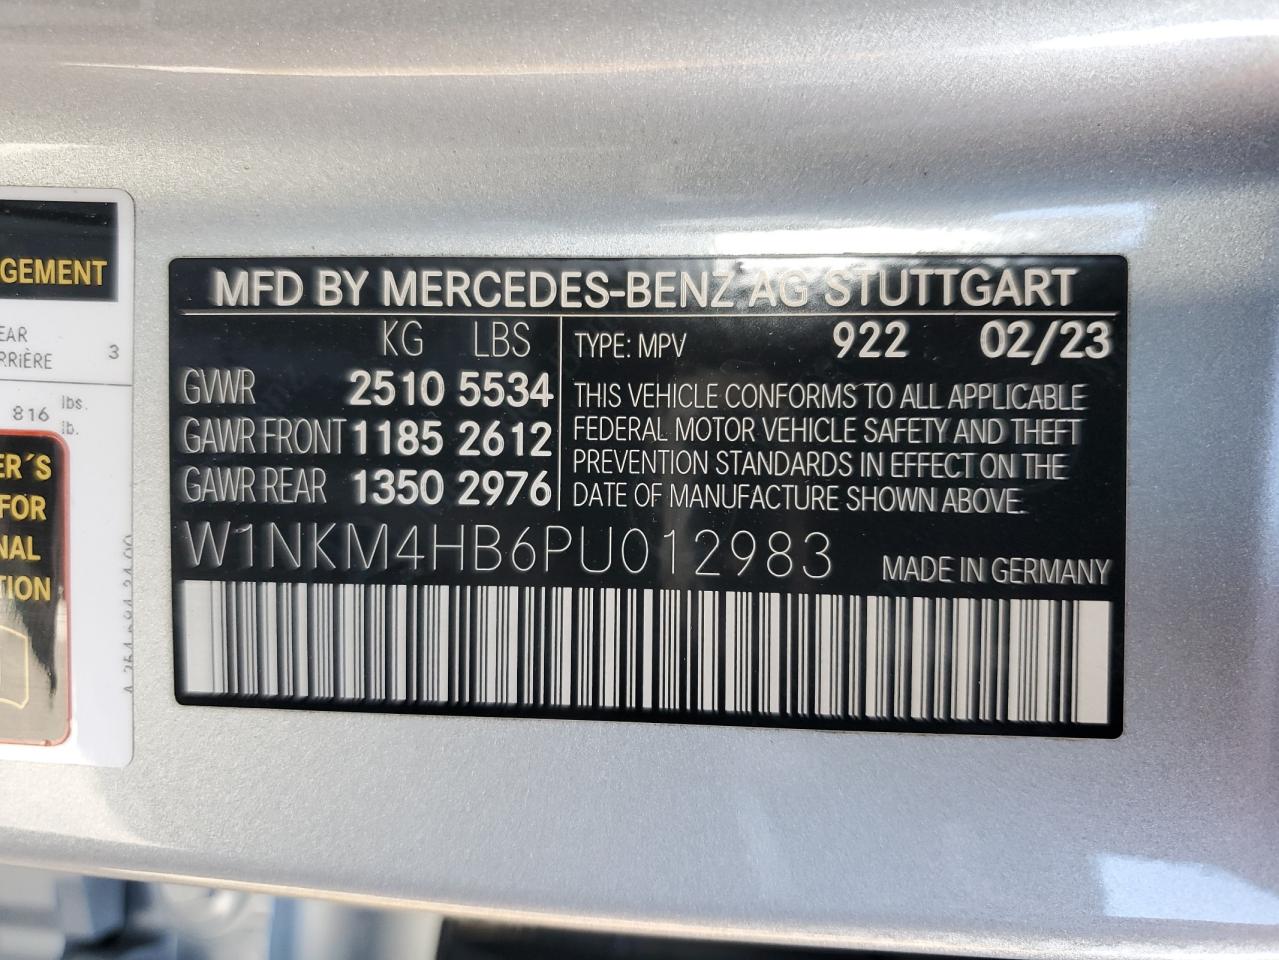 MFD BY MERCEDES-BENZ AG STUTTGART
KG LBS
GVWR 2510 5534
GAWR FRONT 1185 2612
GAWR REAR 1350 2976
TYPE: MPV 922 02/23
THIS VEHICLE CONFORMS TO ALL APPLICABLE
FEDERAL MOTOR VEHICLE SAFETY AND THEFT
PREVENTION STANDARDS IN EFFECT ON THE
DATE OF MANUFACTURE SHOWN ABOVE.
W1NKM4HB6PU012983
MADE IN GERMANY
GEMENT
EAR
RRIÈRE 3
816 lbs.
lb.
ER´S
FOR
NAL
TION